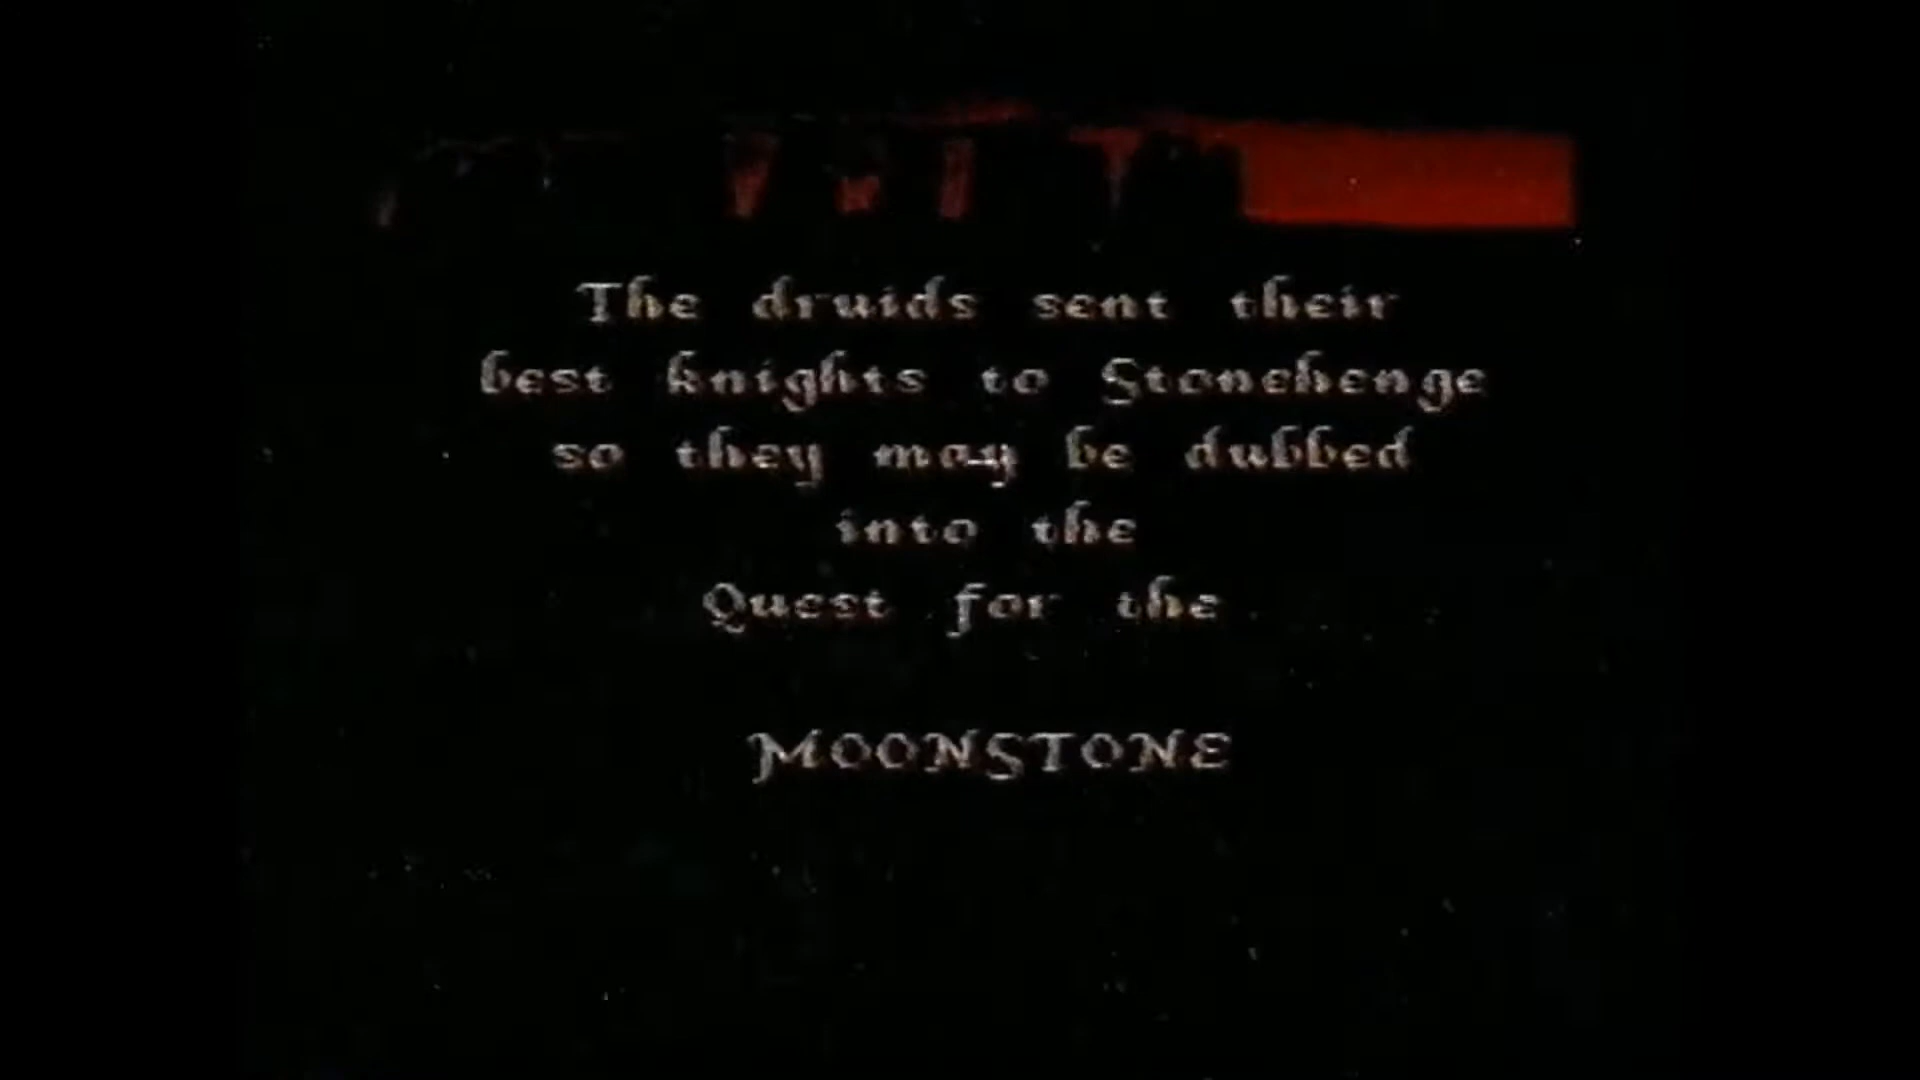 The druids sent their
best knights to Stonehenge
so they may be dubbed
into the
Quest for the
MOONSTONE